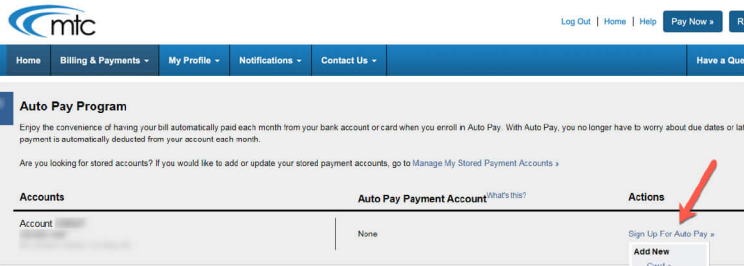 mtc
Log Out | Home | Help Pay Now »
Home Billing & Payments My Profile Notifications Contact Us Have a Que
Auto Pay Program
Enjoy the convenience of having your bill automatically paid each month from your bank account or card when you enroll in Auto Pay. With Auto Pay, you no longer have to worry about due dates or lat
payment is automatically deducted from your account each month.
Are you looking for stored accounts? If you would like to add or update your stored payment accounts, go to Manage My Stored Payment Accounts »
Accounts Auto Pay Payment Account What's this? Actions
Account
None
Sign Up For Auto Pay »
Add New